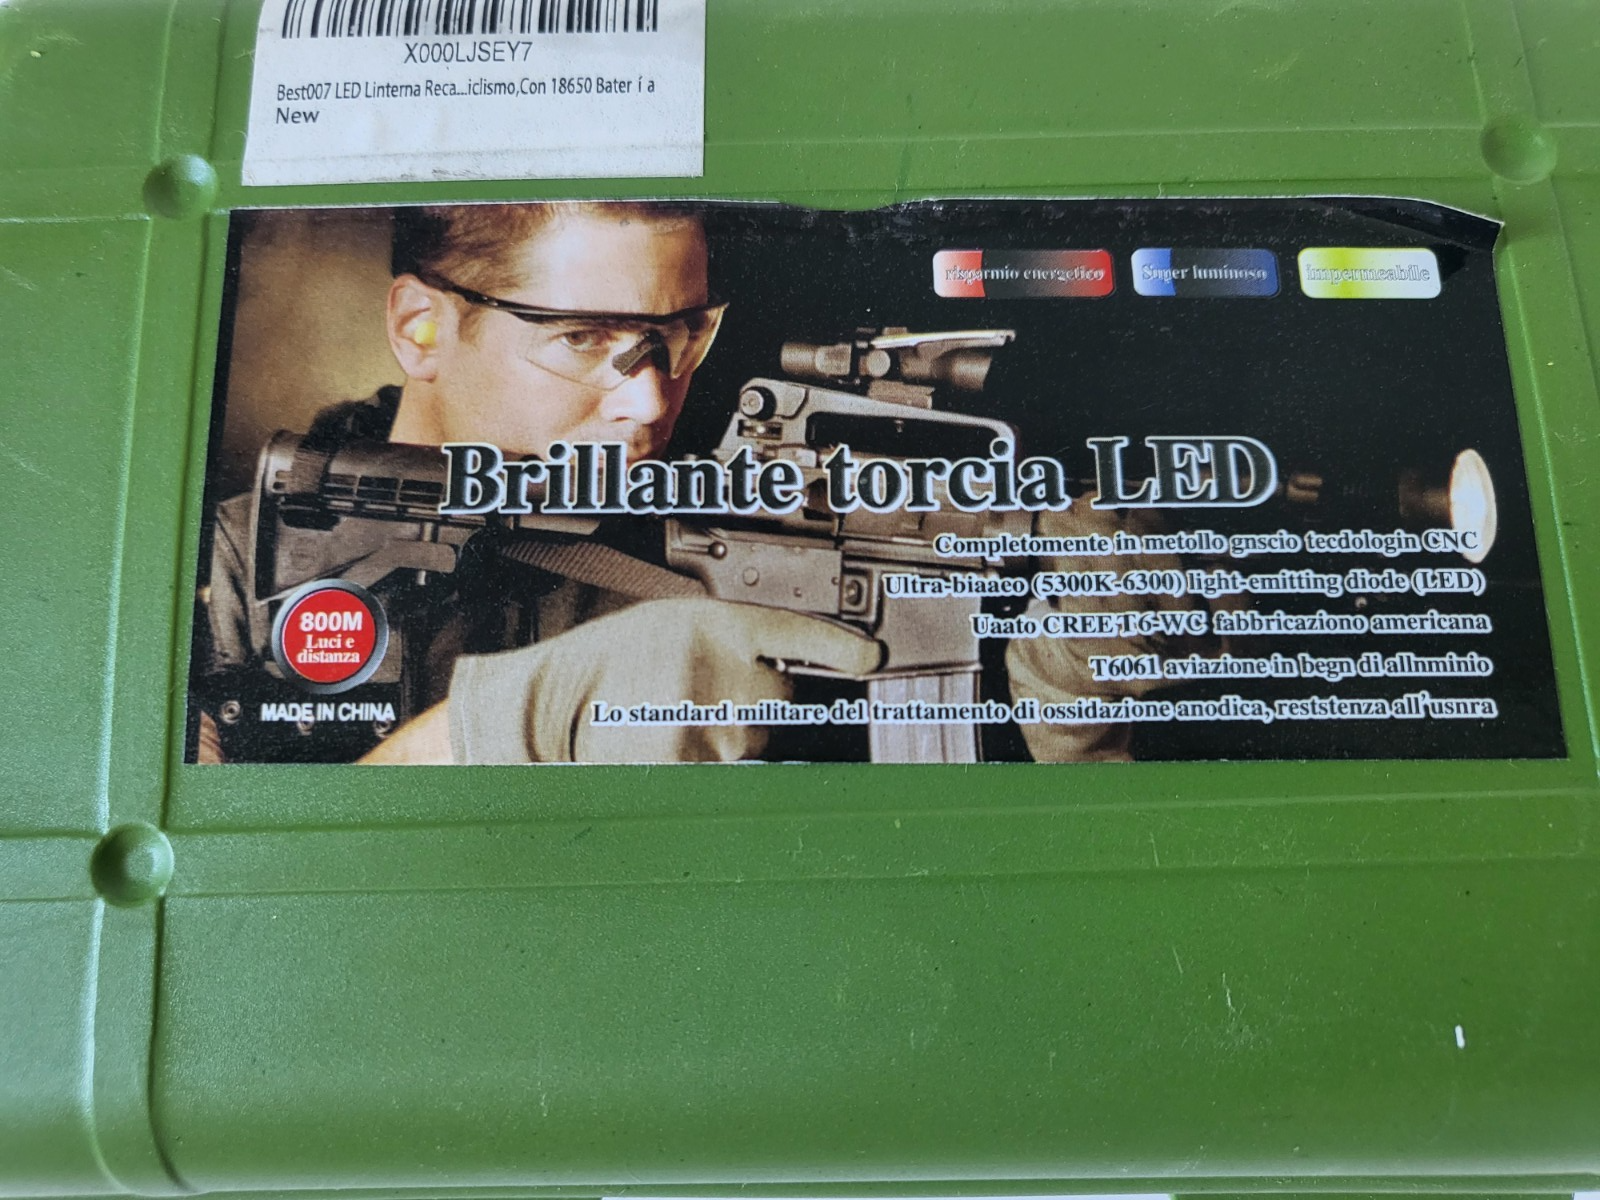 X000LJSEY7
Best007 LED Linterna Reca...iclismo,Con 18650 Bater í a
New
risparmio energetico
Super luminoso
impermeabile
Brillante torcia LED
Completomente in metollo gnscio tecdologin CNC
Ultra-biaaco (5300K-6300) light-emitting diode (LED)
Uaato CREET6-WC fabbricaziono americana
T6061 aviazione in begn di allnminio
Lo standard militare del trattamento di ossidazione anodica, reststenza all'usnra
800M
Luci e
distanza
MADE IN CHINA